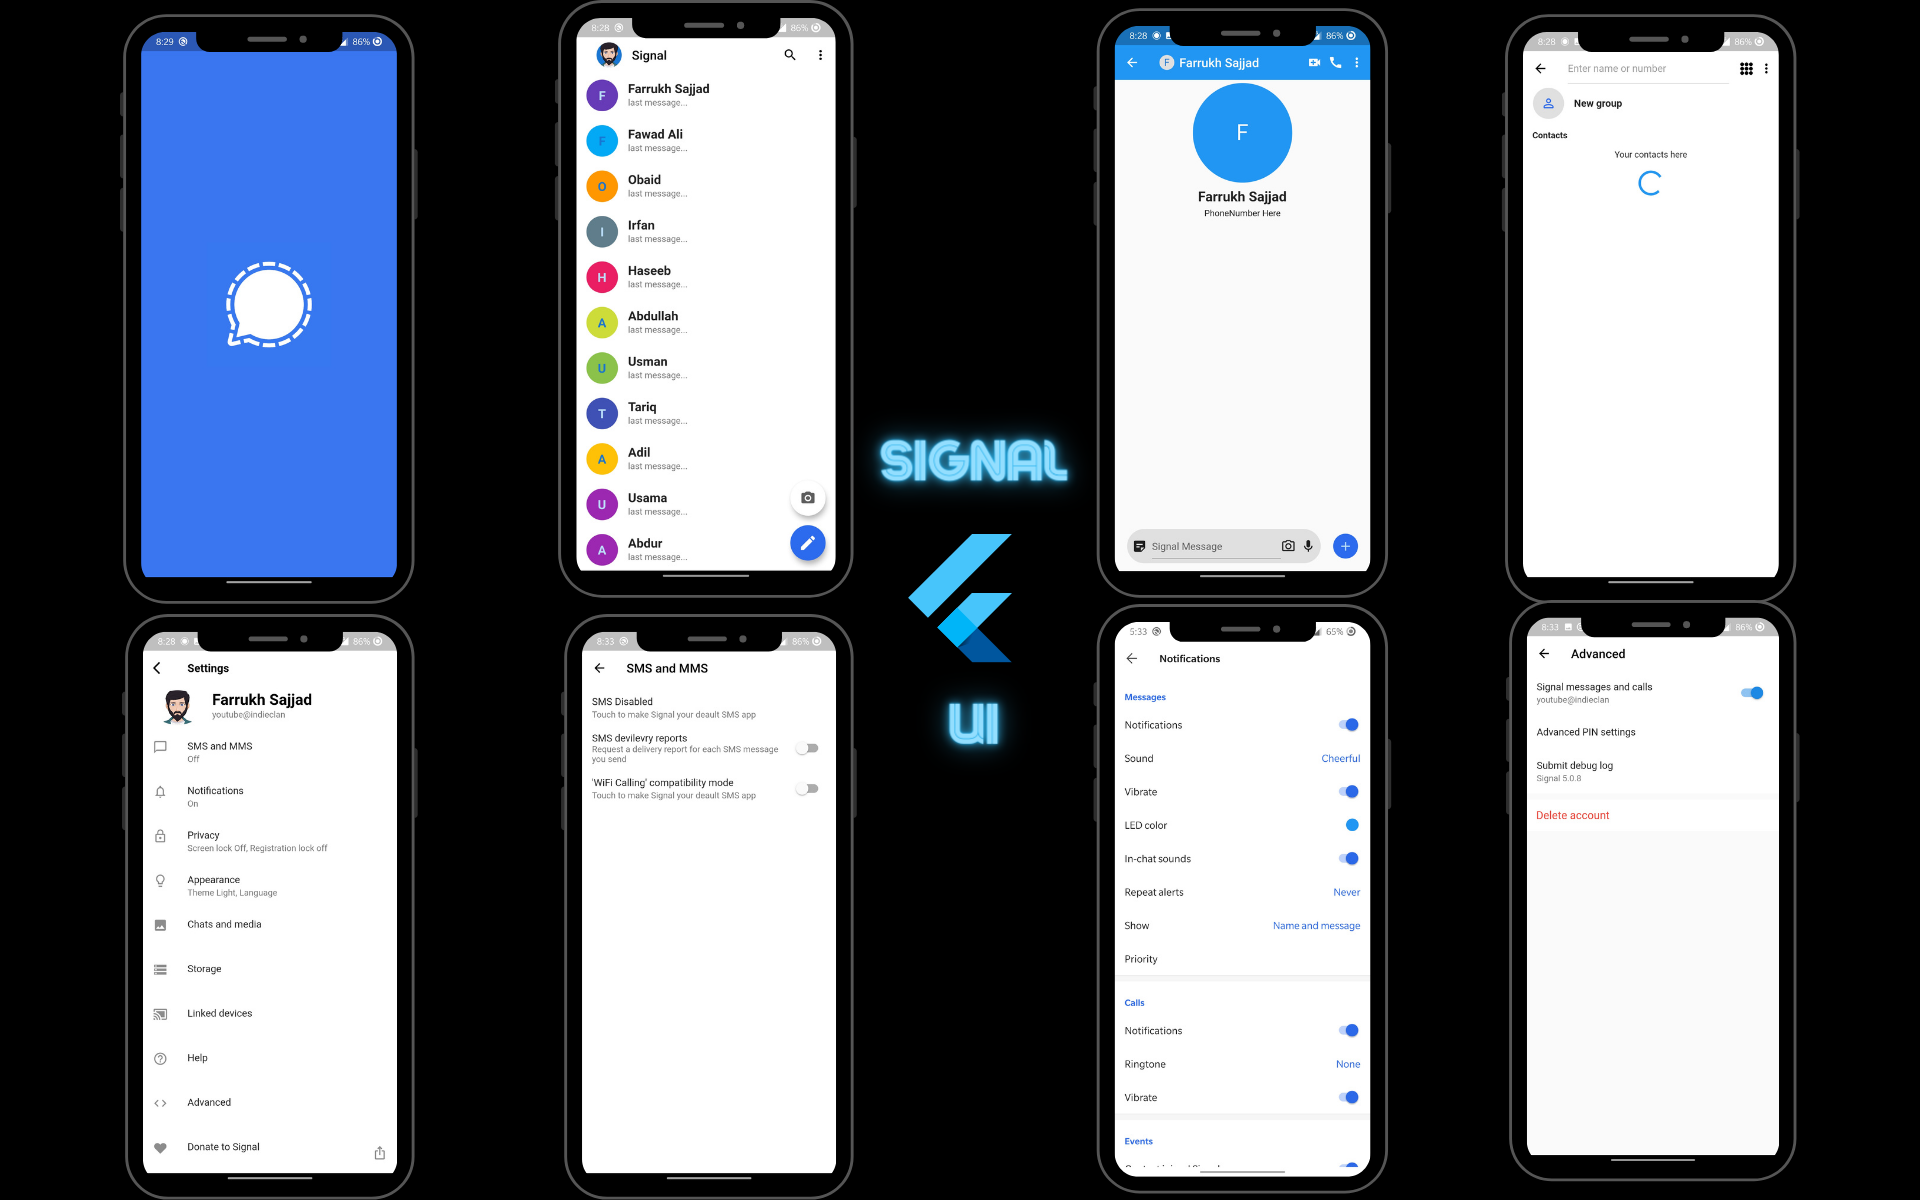 8:29
86%
8:28
86%
Signal
F
Farrukh Sajjad
last message...
F
Fawad Ali
last message...
O
Obaid
last message...
I
Irfan
last message...
H
Haseeb
last message...
A
Abdullah
last message...
U
Usman
last message...
T
Tariq
last message...
A
Adil
last message...
U
Usama
last message...
A
Abdur
last message...
8:28
86%
F
Farrukh Sajjad
F
Farrukh Sajjad
PhoneNumber Here
Signal Message
8:28
86%
Enter name or number
New group
Contacts
Your contacts here
SIGNAL
UI
8:28
86%
Settings
Farrukh Sajjad
youtube@indieclan
SMS and MMS
Off
Notifications
On
Privacy
Screen lock Off, Registration lock off
Appearance
Theme Light, Language
Chats and media
Storage
Linked devices
Help
Advanced
Donate to Signal
8:33
86%
SMS and MMS
SMS Disabled
Touch to make Signal your deault SMS app
SMS devilevry reports
Request a delivery report for each SMS message
you send
'WiFi Calling' compatibility mode
Touch to make Signal your deault SMS app
5:33
65%
Notifications
Messages
Notifications
Sound Cheerful
Vibrate
LED color
In-chat sounds
Repeat alerts Never
Show Name and message
Priority
Calls
Notifications
Ringtone None
Vibrate
Events
8:33
86%
Advanced
Signal messages and calls
youtube@indieclan
Advanced PIN settings
Submit debug log
Signal 5.0.8
Delete account